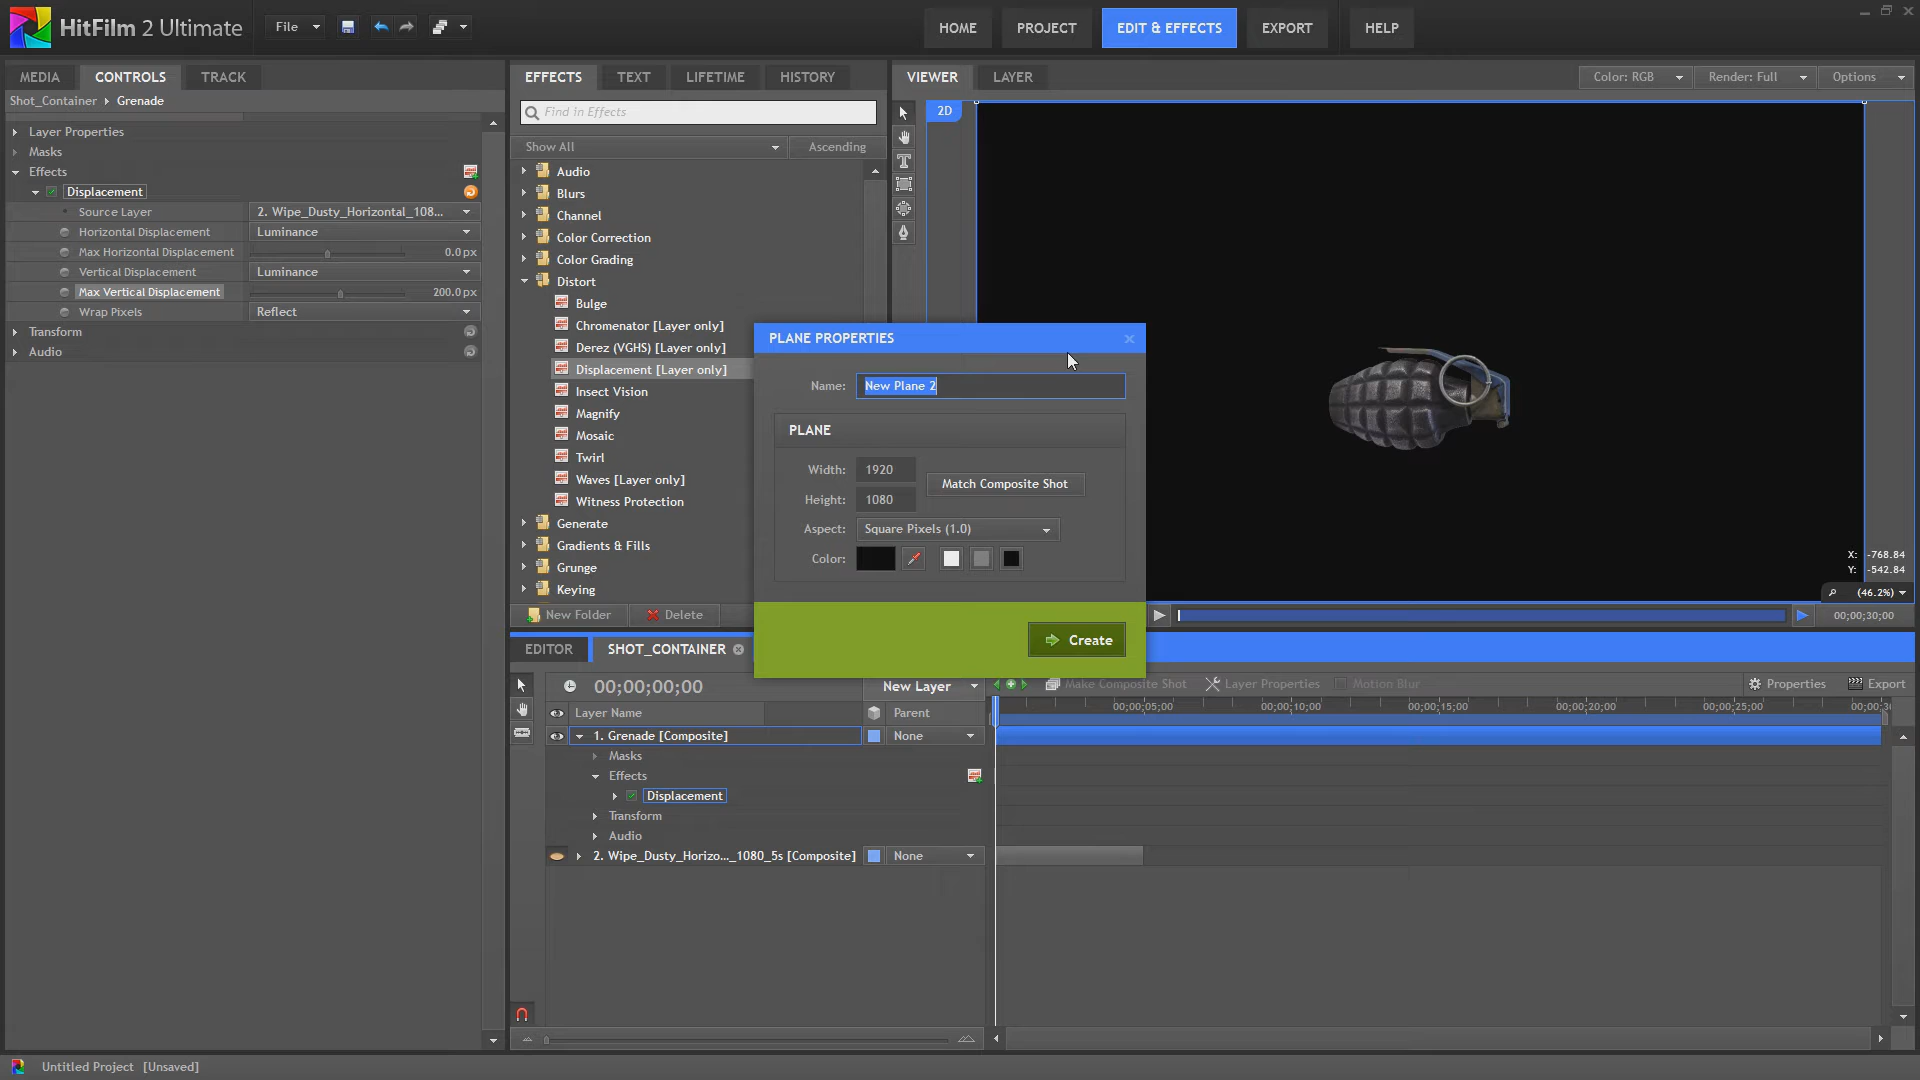 HitFilm 2 Ultimate
File
HOME
PROJECT
EDIT & EFFECTS
EXPORT
HELP
MEDIA
CONTROLS
TRACK
Shot_Container
Grenade
Layer Properties
Masks
Effects
Displacement
Source Layer
2. Wipe_Dusty_Horizontal_108...
Horizontal Displacement
Luminance
Max Horizontal Displacement
0.0 px
Vertical Displacement
Luminance
Max Vertical Displacement
200.0 px
Wrap Pixels
Reflect
Transform
Audio
EFFECTS
TEXT
LIFETIME
HISTORY
Find in Effects
Show All
Ascending
Audio
Blurs
Channel
Color Correction
Color Grading
Distort
Bulge
Chromenator [Layer only]
Derez (VGHS) [Layer only]
Displacement [Layer only]
Insect Vision
Magnify
Mosaic
Twirl
Waves [Layer only]
Witness Protection
Generate
Gradients & Fills
Grunge
Keying
New Folder
Delete
VIEWER
LAYER
Color: RGB
Render: Full
Options
2D
X: -768.84
Y: -542.84
(46.2%)
00;00;30;00
PLANE PROPERTIES
Name:
New Plane 2
PLANE
Width:
1920
Match Composite Shot
Height:
1080
Aspect:
Square Pixels (1.0)
Color:
Create
EDITOR
SHOT_CONTAINER
00;00;00;00
New Layer
Make Composite Shot
Layer Properties
Motion Blur
Properties
Export
Layer Name
Parent
00;00;05;00
00;00;10;00
00;00;15;00
00;00;20;00
00;00;25;00
00;00;3
1. Grenade [Composite]
None
Masks
Effects
Displacement
Transform
Audio
2. Wipe_Dusty_Horizo..._1080_5s [Composite]
None
Untitled Project
[Unsaved]